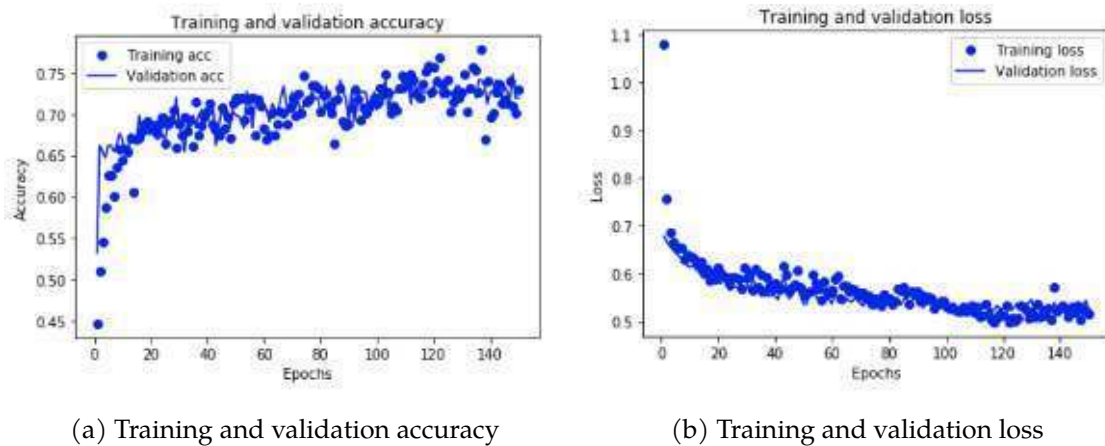 Training and validation accuracy
Training acc
Validation acc
0.75
0.70
0.65
0.60
0.55
0.50
0.45
Accuracy
0 20 40 60 80 100 120 140
Epochs
Training and validation loss
Training loss
Validation loss
1.1
1.0
0.9
0.8
0.7
0.6
0.5
Loss
0 20 40 60 80 100 120 140
Epochs
(a) Training and validation accuracy
(b) Training and validation loss